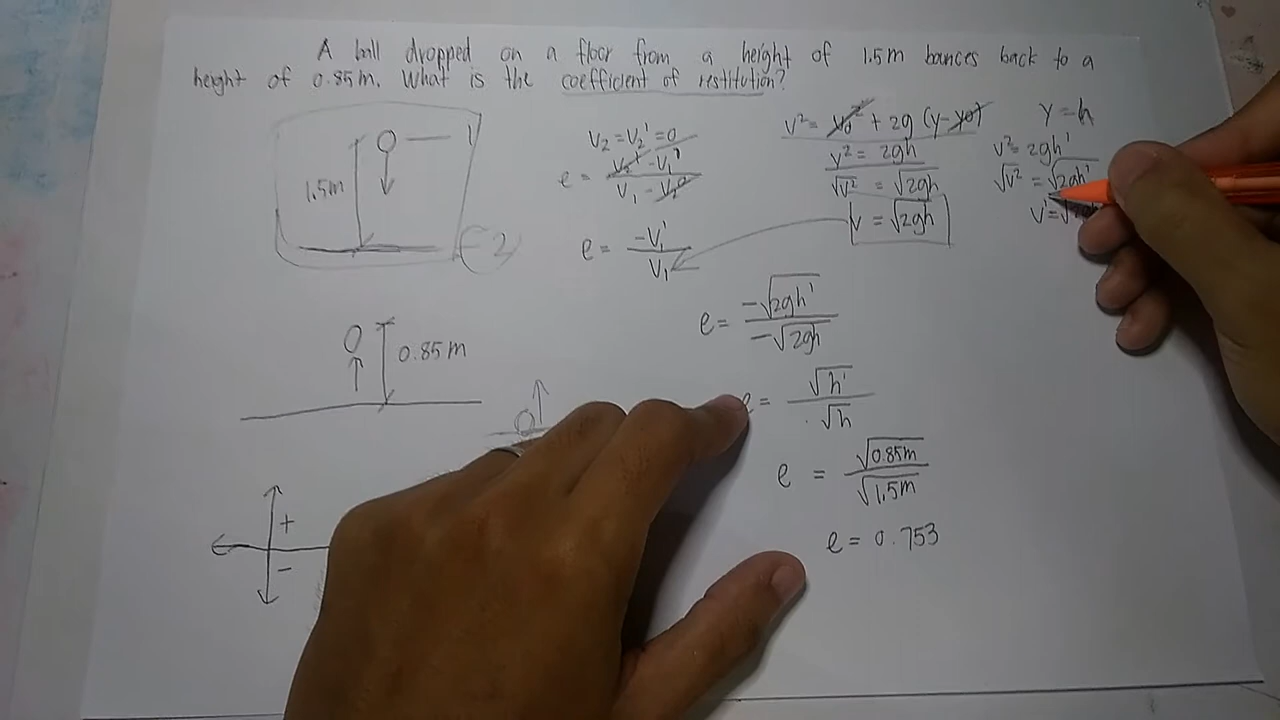 A ball dropped on a floor from a height of 1.5m bounces back to a
height of 0.85m. What is the coefficient of restitution?
1
1.5m
2
0.85m
+
-
V₂ = V₂' = 0
e = V₂' - V₁' / V₁ - V₂
e = -V₁' / V₁
v² = v₀² + 2g (y - y₀)
v² = 2gh
√v² = √2gh
v = √2gh
y = h
v² = 2gh'
√v² = √2gh'
v' =
e = -√2gh' / -√2gh
e = √h' / √h
e = √0.85m / √1.5m
e = 0.753